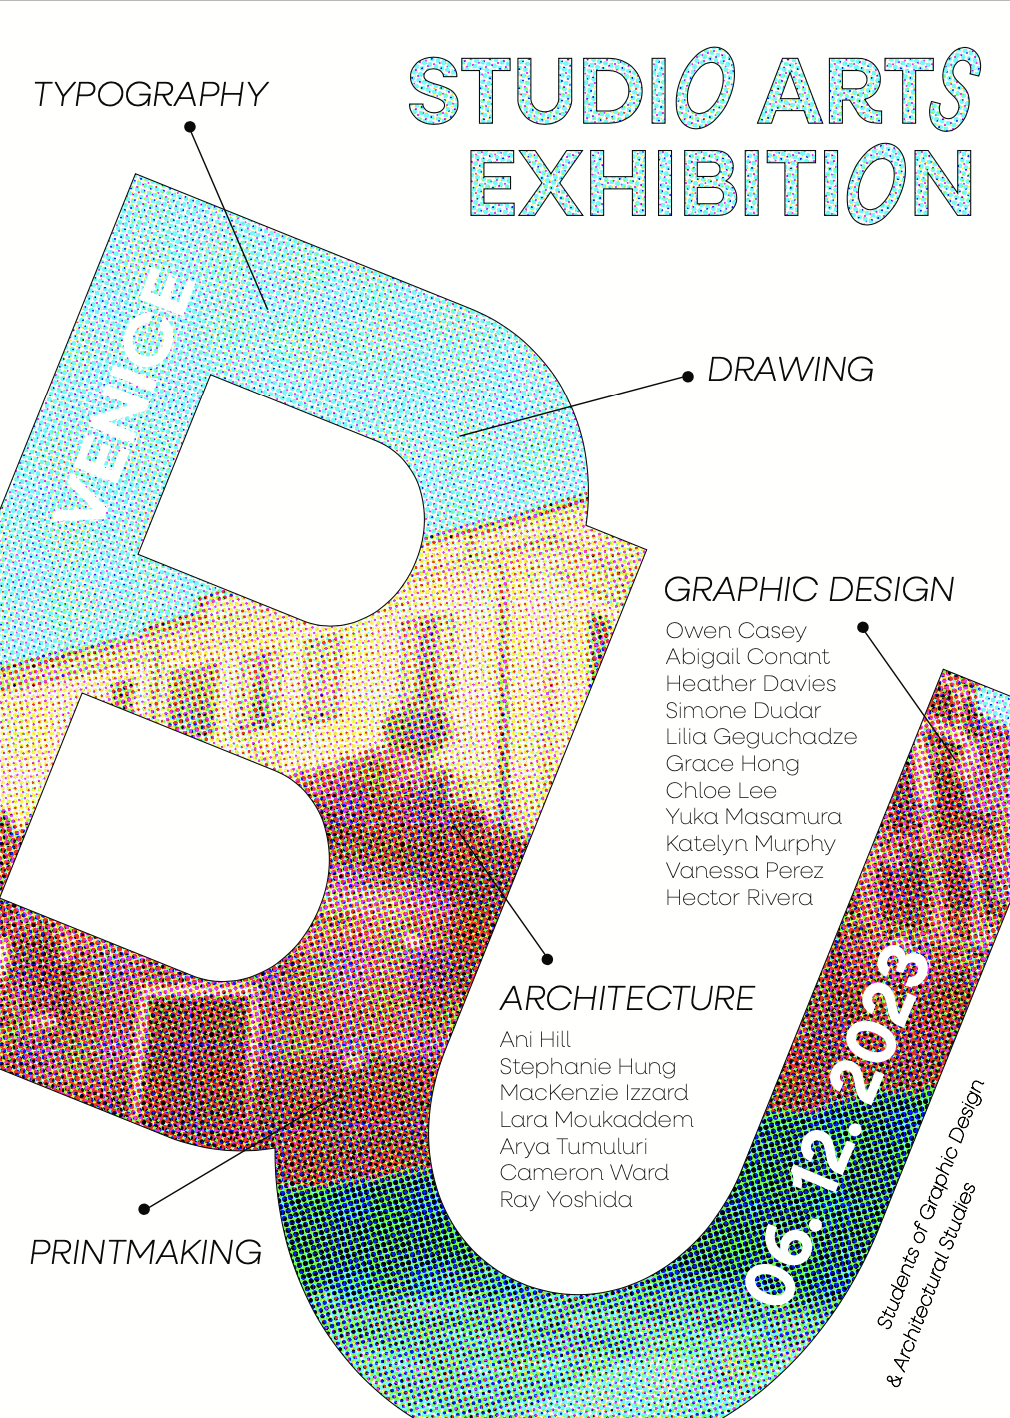 STUDIO ARTS
EXHIBITION
TYPOGRAPHY
VENICE
DRAWING
GRAPHIC DESIGN
Owen Casey
Abigail Conant
Heather Davies
Simone Dudar
Lilia Geguchadze
Grace Hong
Chloe Lee
Yuka Masamura
Katelyn Murphy
Vanessa Perez
Hector Rivera
ARCHITECTURE
Ani Hill
Stephanie Hung
MacKenzie Izzard
Lara Moukaddem
Arya Tumuluri
Cameron Ward
Ray Yoshida
PRINTMAKING
06. 12. 2023
Students of Graphic Design
& Architectural Studies
BU